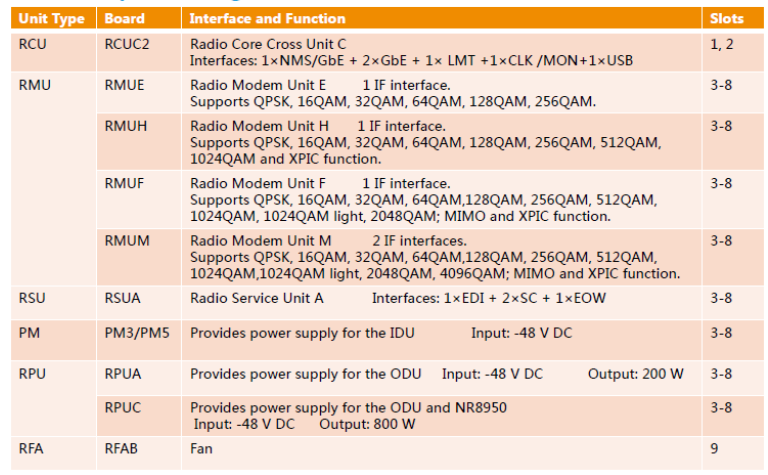 Unit Type Board Interface and Function Slots
RCU RCUC2 Radio Core Cross Unit C 1, 2
Interfaces: 1×NMS/GbE + 2×GbE + 1× LMT +1×CLK /MON+1×USB
RMU RMUE Radio Modem Unit E 1 IF interface. 3-8
Supports QPSK, 16QAM, 32QAM, 64QAM, 128QAM, 256QAM.
RMUH Radio Modem Unit H 1 IF interface. 3-8
Supports QPSK, 16QAM, 32QAM, 64QAM, 128QAM, 256QAM, 512QAM,
1024QAM and XPIC function.
RMUF Radio Modem Unit F 1 IF interface. 3-8
Supports QPSK, 16QAM, 32QAM, 64QAM,128QAM, 256QAM, 512QAM,
1024QAM, 1024QAM light, 2048QAM; MIMO and XPIC function.
RMUM Radio Modem Unit M 2 IF interfaces. 3-8
Supports QPSK, 16QAM, 32QAM, 64QAM,128QAM, 256QAM, 512QAM,
1024QAM,1024QAM light, 2048QAM, 4096QAM; MIMO and XPIC function.
RSU RSUA Radio Service Unit A Interfaces: 1×EDI + 2×SC + 1×EOW 3-8
PM PM3/PM5 Provides power supply for the IDU Input: -48 V DC 3-8
RPU RPUA Provides power supply for the ODU Input: -48 V DC Output: 200 W 3-8
RPUC Provides power supply for the ODU and NR8950 3-8
Input: -48 V DC Output: 800 W
RFA RFAB Fan 9